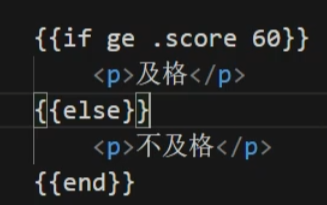 {{if ge .score 60}}
<p>及格</p>
{{else}}
<p>不及格</p>
{{end}}